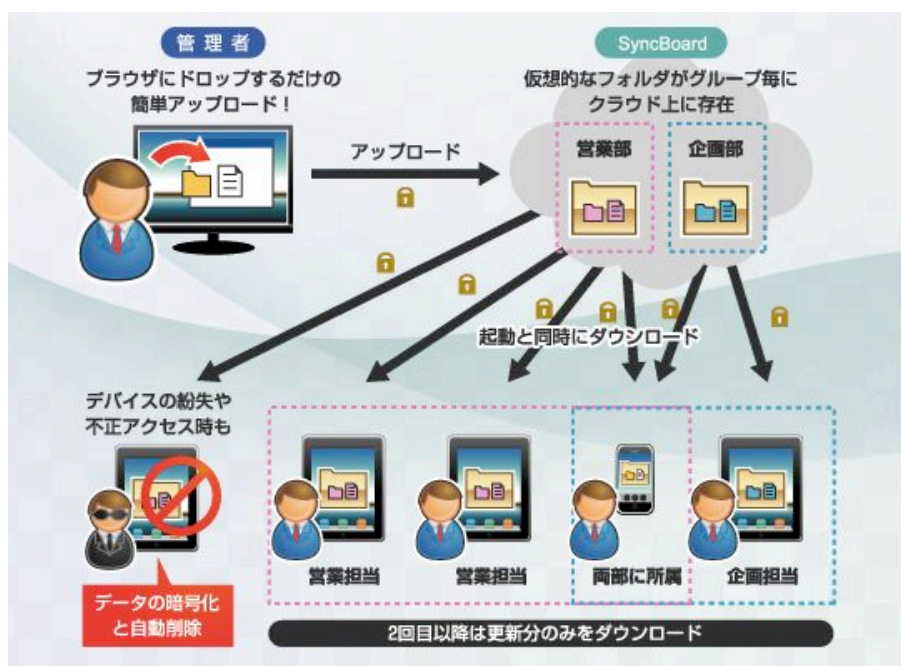 管理者
ブラウザにドロップするだけの
簡単アップロード！
SyncBoard
仮想的なフォルダがグループ毎に
クラウド上に存在
アップロード
営業部
企画部
起動と同時にダウンロード
デバイスの紛失や
不正アクセス時も
データの暗号化
と自動削除
営業担当
営業担当
両部に所属
企画担当
2回目以降は更新分のみをダウンロード